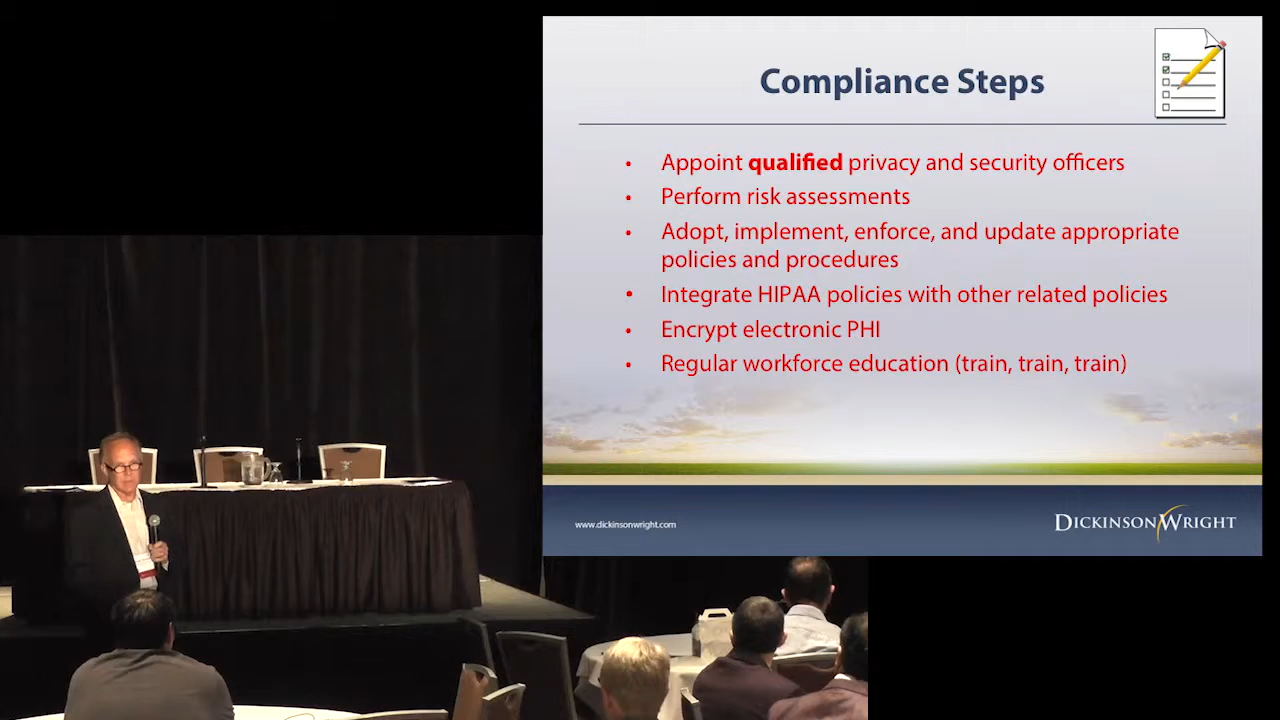 Compliance Steps
• Appoint qualified privacy and security officers
• Perform risk assessments
• Adopt, implement, enforce, and update appropriate
policies and procedures
• Integrate HIPAA policies with other related policies
• Encrypt electronic PHI
• Regular workforce education (train, train, train)
www.dickinsonwright.com
DICKINSON WRIGHT